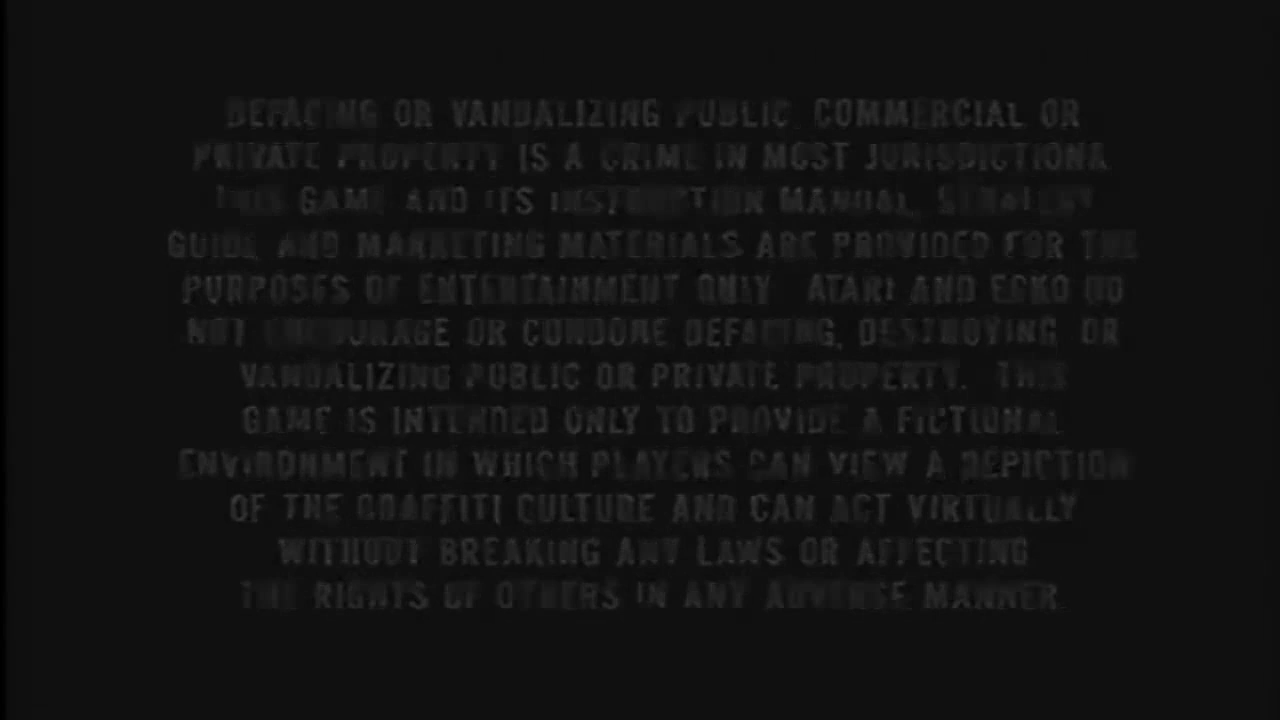 DEFACING OR VANDALIZING PUBLIC, COMMERCIAL OR
PRIVATE PROPERTY IS A CRIME IN MOST JURISDICTIONS.
THIS GAME AND ITS INSTRUCTION MANUAL, STRATEGY
GUIDE AND MARKETING MATERIALS ARE PROVIDED FOR THE
PURPOSES OF ENTERTAINMENT ONLY. ATARI AND ECKO DO
NOT ENCOURAGE OR CONDONE DEFACING, DESTROYING, OR
VANDALIZING PUBLIC OR PRIVATE PROPERTY. THIS
GAME IS INTENDED ONLY TO PROVIDE A FICTIONAL
ENVIRONMENT IN WHICH PLAYERS CAN VIEW A DEPICTION
OF THE GRAFFITI CULTURE AND CAN ACT VIRTUALLY
WITHOUT BREAKING ANY LAWS OR AFFECTING
THE RIGHTS OF OTHERS IN ANY ADVERSE MANNER.